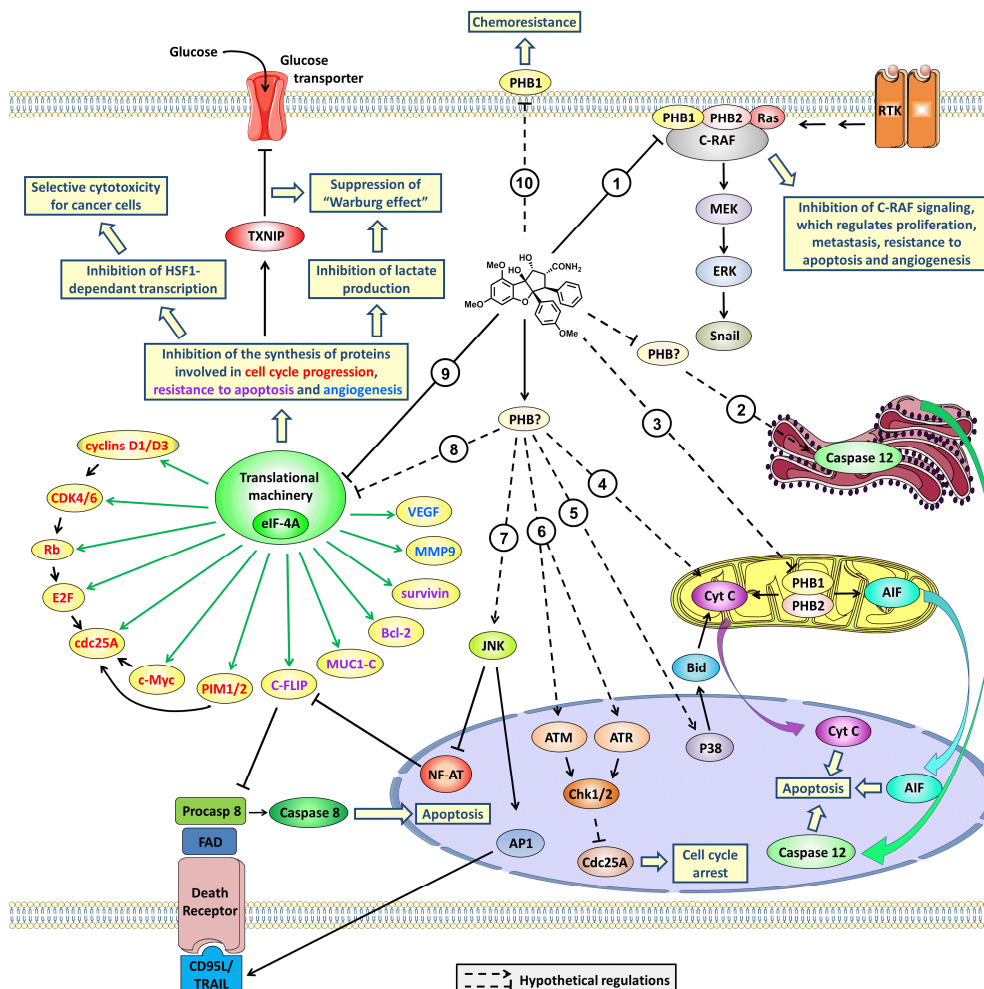 Chemoresistance
Glucose
Glucose
transporter
PHB1
RTK
PHB1
PHB2
Ras
C-RAF
10
1
Selective cytotoxicity
for cancer cells
Suppression of
“Warburg effect”
MEK
Inhibition of C-RAF signaling,
which regulates proliferation,
metastasis, resistance to
apoptosis and angiogenesis
TXNIP
Inhibition of HSF1-
dependant transcription
Inhibition of lactate
production
MeO
HO
OH
CONH₂
MeO
O
OMe
ERK
Snail
PHB?
Inhibition of the synthesis of proteins
involved in cell cycle progression,
resistance to apoptosis and angiogenesis
9
2
3
PHB?
8
Caspase 12
cyclins D1/D3
Translational
machinery
eIF-4A
CDK4/6
VEGF
4
5
6
7
Rb
MMP9
E2F
survivin
PHB1
PHB2
Cyt C
AIF
cdc25A
Bcl-2
JNK
c-Myc
MUC1-C
Bid
PIM1/2
C-FLIP
ATM
ATR
P38
Cyt C
NF-AT
Chk1/2
Apoptosis
AIF
Procasp 8
Caspase 8
Apoptosis
FAD
AP1
Cdc25A
Cell cycle
arrest
Caspase 12
Death
Receptor
CD95L/
TRAIL
Hypothetical regulations